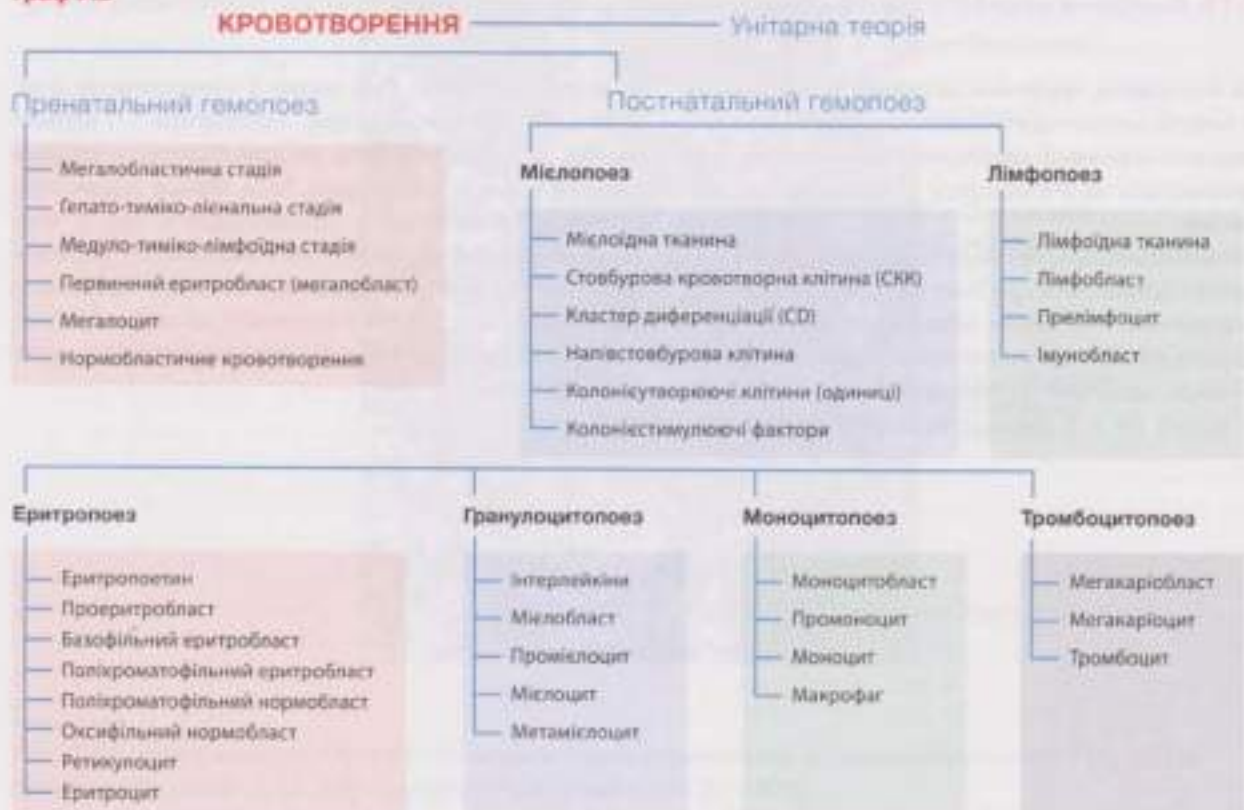 КРОВОТВОРЕННЯ
Унітарна теорія
Пренатальний гемопоез
Постнатальний гемопоез
Мегалобластична стадія
Гепато-тиміко-лієнальна стадія
Медуло-тиміко-лімфоїдна стадія
Первинний еритробласт (мегалобласт)
Мегалоцит
Нормобластичне кровотворення
Мієлопоез
Мієлоїдна тканина
Стовбурова кровотворна клітина (СКК)
Кластер диференціації (CD)
Напівстовбурова клітина
Колонієутворюючі клітини (одиниці)
Колонієстимулюючі фактори
Лімфопоез
Лімфоїдна тканина
Лімфобласт
Прелімфоцит
Імунобласт
Еритропоез
Еритропоетин
Проеритробласт
Базофільний еритробласт
Поліхроматофільний еритробласт
Поліхроматофільний нормобласт
Оксифільний нормобласт
Ретикулоцит
Еритроцит
Гранулоцитопоез
Інтерлейкіни
Мієлобласт
Промієлоцит
Мієлоцит
Метамієлоцит
Моноцитопоез
Моноцитобласт
Промоноцит
Моноцит
Макрофаг
Тромбоцитопоез
Мегакаріобласт
Мегакаріоцит
Тромбоцит